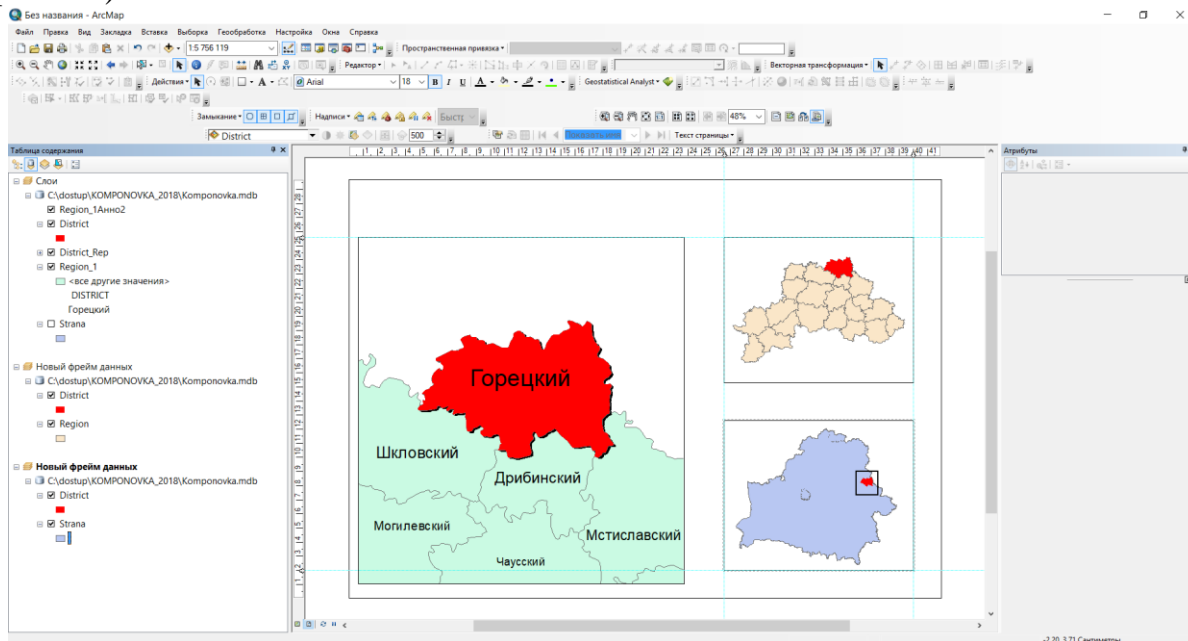 Без названия - ArcMap
Файл Правка Вид Закладка Вставка Выборка Геообработка Настройка Окна Справка
1:5 756 119 Пространственная привязка
Редактор Векторная трансформация
Действия Arial 18 Geostatistical Analyst
Замыкание Надписи 48%
District 500 Текст страницы
Таблица содержания
Слои
C:\dostup\KOMPONOVKA_2018\Komponovka.mdb
Region_1Анно2
District
District_Rep
Region_1
<все другие значения>
DISTRICT
Горецкий
Strana
Новый фрейм данных
C:\dostup\KOMPONOVKA_2018\Komponovka.mdb
District
Region
Новый фрейм данных
C:\dostup\KOMPONOVKA_2018\Komponovka.mdb
District
Strana
Горецкий
Шкловский
Дрибинский
Могилевский
Мстиславский
Чаусский
Атрибуты